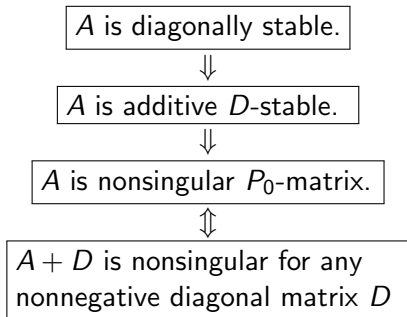 A is diagonally stable.
⇓
A is additive D-stable.
⇓
A is nonsingular P₀-matrix.
⇕
A + D is nonsingular for any
nonnegative diagonal matrix D